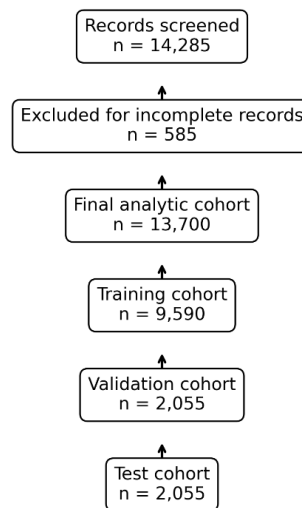 Records screened
n = 14,285
Excluded for incomplete records
n = 585
Final analytic cohort
n = 13,700
Training cohort
n = 9,590
Validation cohort
n = 2,055
Test cohort
n = 2,055